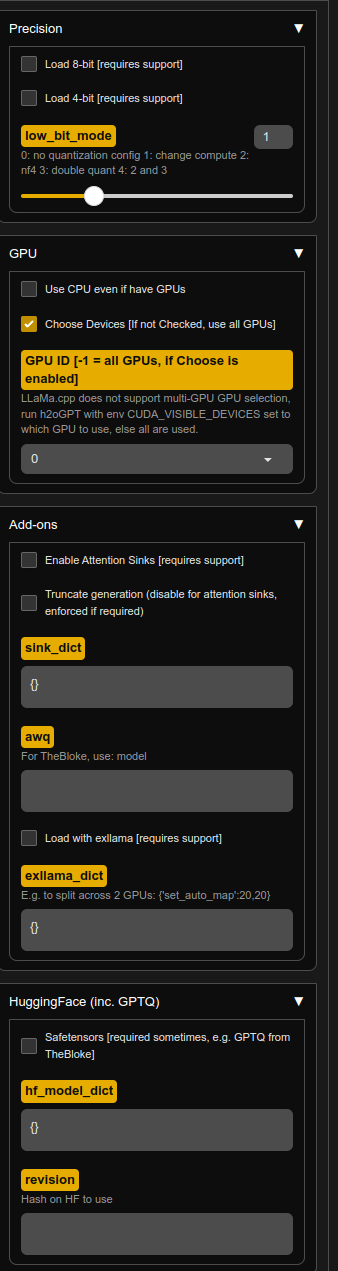 Precision ▼
Load 8-bit [requires support]
Load 4-bit [requires support]
low_bit_mode 1
0: no quantization config 1: change compute 2:
nf4 3: double quant 4: 2 and 3
GPU ▼
Use CPU even if have GPUs
Choose Devices [If not Checked, use all GPUs]
GPU ID [-1 = all GPUs, if Choose is
enabled]
LLaMa.cpp does not support multi-GPU GPU selection,
run h2oGPT with env CUDA_VISIBLE_DEVICES set to
which GPU to use, else all are used.
0
Add-ons ▼
Enable Attention Sinks [requires support]
Truncate generation (disable for attention sinks,
enforced if required)
sink_dict
{}
awq
For TheBloke, use: model
Load with exllama [requires support]
exllama_dict
E.g. to split across 2 GPUs: {'set_auto_map':20,20}
{}
HuggingFace (inc. GPTQ) ▼
Safetensors [required sometimes, e.g. GPTQ from
TheBloke]
hf_model_dict
{}
revision
Hash on HF to use